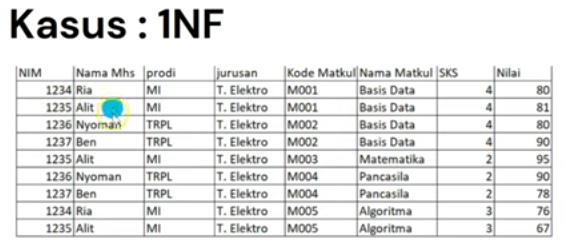 Kasus : 1NF
NIM Nama Mhs prodi jurusan Kode Matkul Nama Matkul SKS Nilai
1234 Ria MI T. Elektro M001 Basis Data 4 80
1235 Alit MI T. Elektro M001 Basis Data 4 81
1236 Nyoman TRPL T. Elektro M002 Basis Data 4 80
1237 Ben TRPL T. Elektro M002 Basis Data 4 90
1235 Alit MI T. Elektro M003 Matematika 2 95
1236 Nyoman TRPL T. Elektro M004 Pancasila 2 90
1237 Ben TRPL T. Elektro M004 Pancasila 2 78
1234 Ria MI T. Elektro M005 Algoritma 3 76
1235 Alit MI T. Elektro M005 Algoritma 3 67